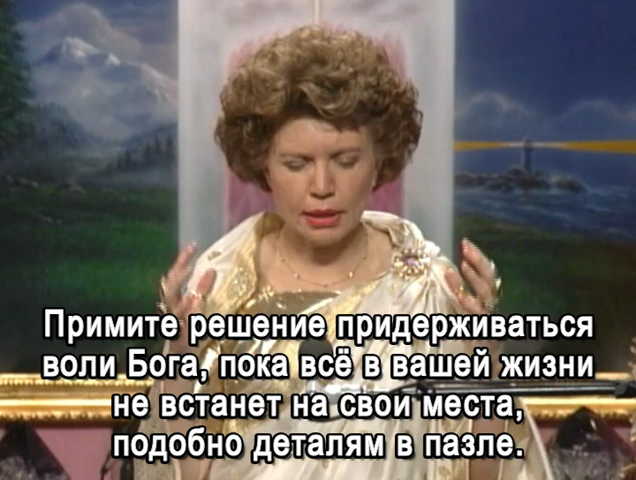 Примите решение придерживаться
воли Бога, пока всё в вашей жизни
не встанет на свои места,
подобно деталям в пазле.